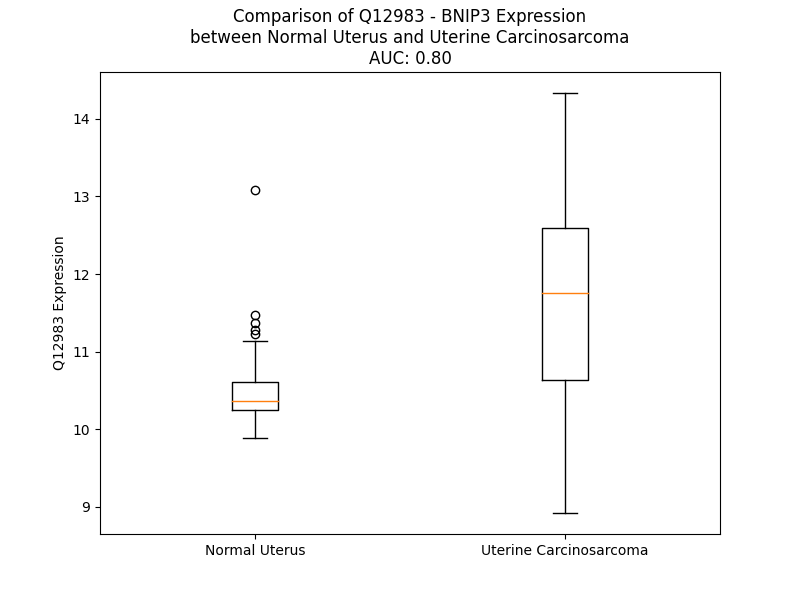 Comparison of Q12983 - BNIP3 Expression
between Normal Uterus and Uterine Carcinosarcoma
AUC: 0.80
14
13
12
11
10
9
Q12983 Expression
Normal Uterus
Uterine Carcinosarcoma